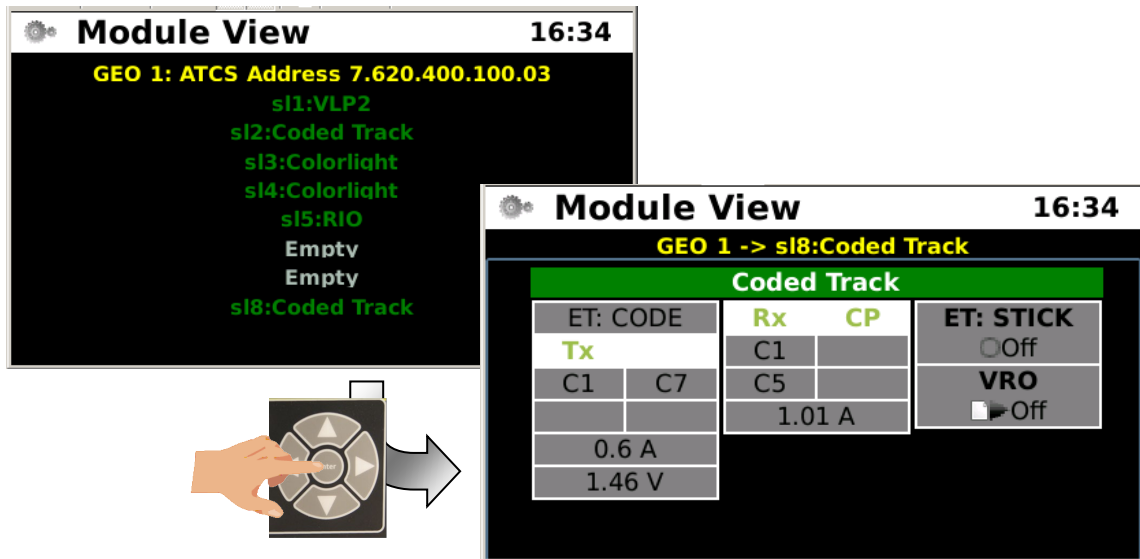 Module View 16:34
GEO 1: ATCS Address 7.620.400.100.03
sl1:VLP2
sl2:Coded Track
sl3:Colorlight
sl4:Colorlight
sl5:RIO
Empty
Empty
sl8:Coded Track
Module View 16:34
GEO 1 -> sl8:Coded Track
Coded Track
ET: CODE Rx CP ET: STICK
Tx C1 Off
C1 C7 C5 VRO
1.01 A Off
0.6 A
1.46 V